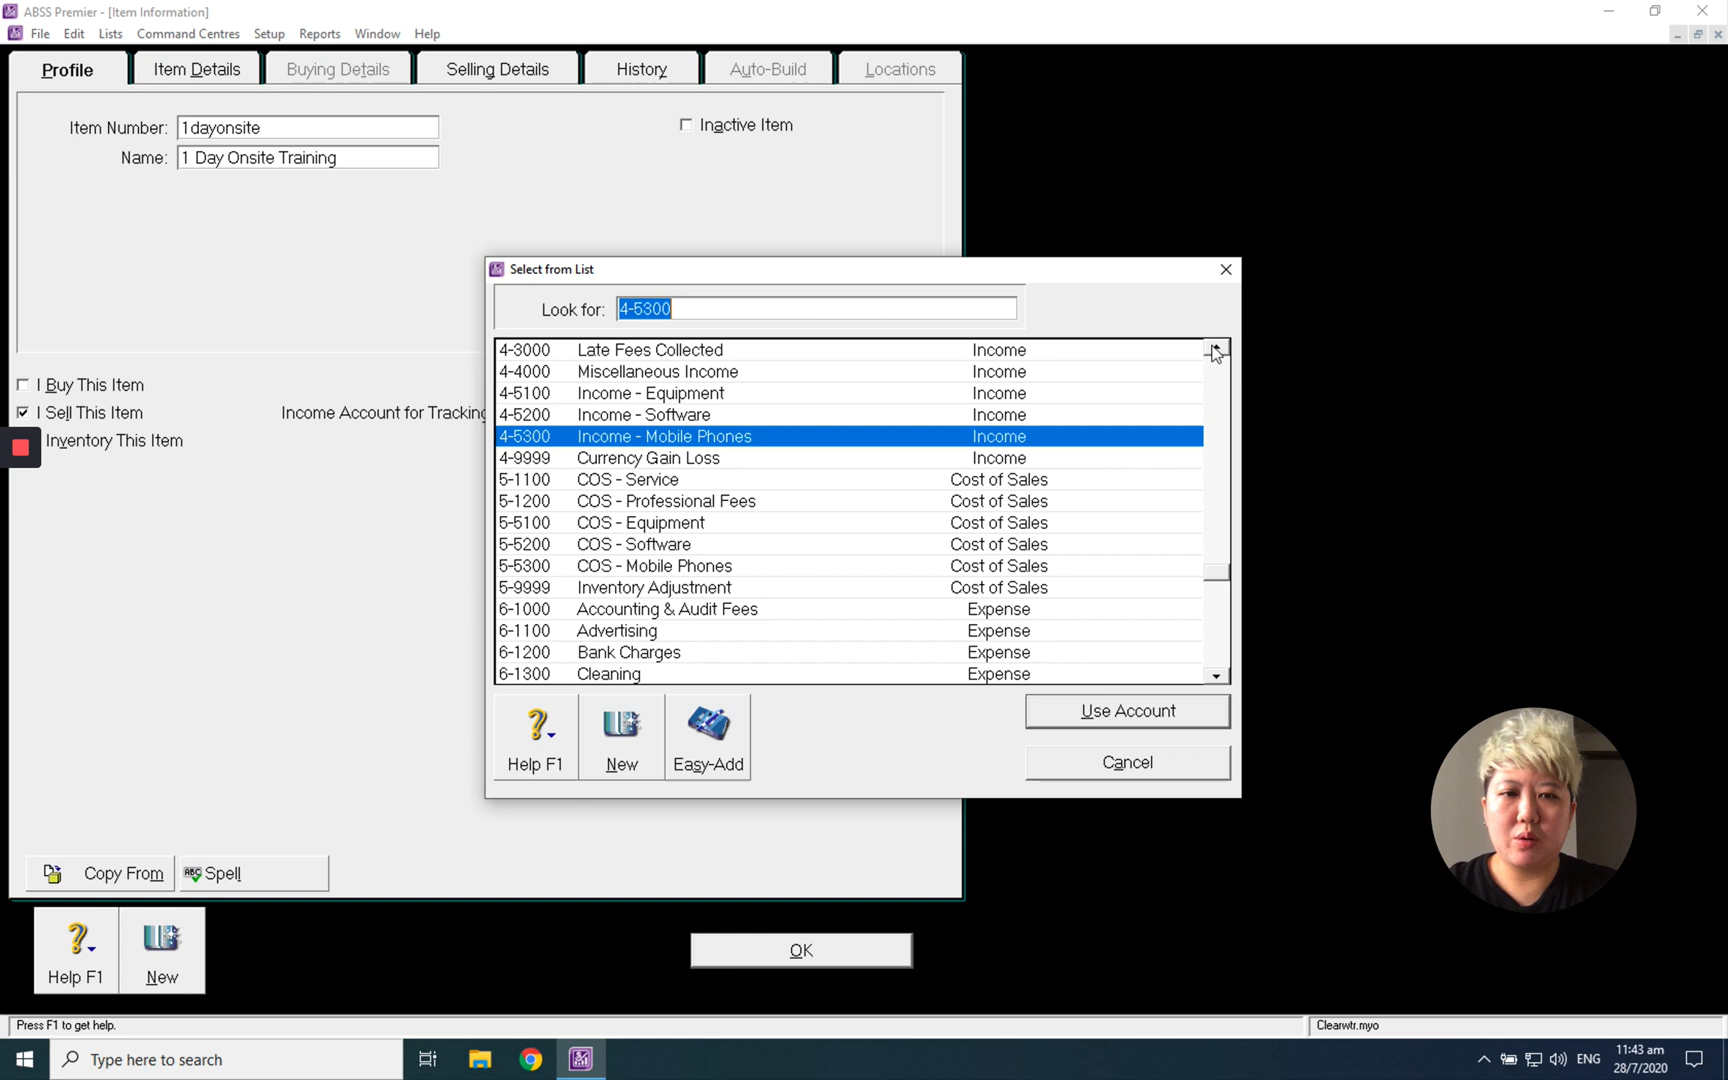 ABSS Premier - [Item Information]
File Edit Lists Command Centres Setup Reports Window Help
Profile Item Details Buying Details Selling Details History Auto-Build Locations
Item Number: 1dayonsite
Inactive Item
Name: 1 Day Onsite Training
Select from List
Look for: 4-5300
4-3000 Late Fees Collected Income
4-4000 Miscellaneous Income Income
4-5100 Income - Equipment Income
4-5200 Income - Software Income
4-5300 Income - Mobile Phones Income
4-9999 Currency Gain Loss Income
5-1100 COS - Service Cost of Sales
5-1200 COS - Professional Fees Cost of Sales
5-5100 COS - Equipment Cost of Sales
5-5200 COS - Software Cost of Sales
5-5300 COS - Mobile Phones Cost of Sales
5-9999 Inventory Adjustment Cost of Sales
6-1000 Accounting & Audit Fees Expense
6-1100 Advertising Expense
6-1200 Bank Charges Expense
6-1300 Cleaning Expense
Help F1 New Easy-Add
Use Account
Cancel
I Buy This Item
I Sell This Item Income Account for Tracking
Inventory This Item
Copy From Spell
Help F1 New
OK
Press F1 to get help.
Clearwtr.myo
Type here to search
ENG
11:43 am
28/7/2020